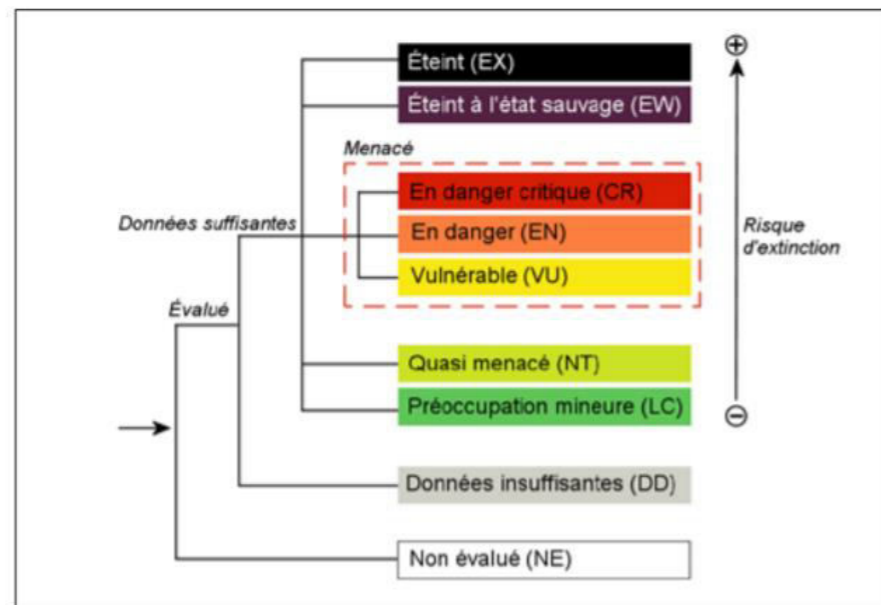 Éteint (EX)
Éteint à l'état sauvage (EW)
Menacé
En danger critique (CR)
Données suffisantes
En danger (EN)
Risque
d'extinction
Vulnérable (VU)
Évalué
Quasi menacé (NT)
Préoccupation mineure (LC)
Données insuffisantes (DD)
Non évalué (NE)